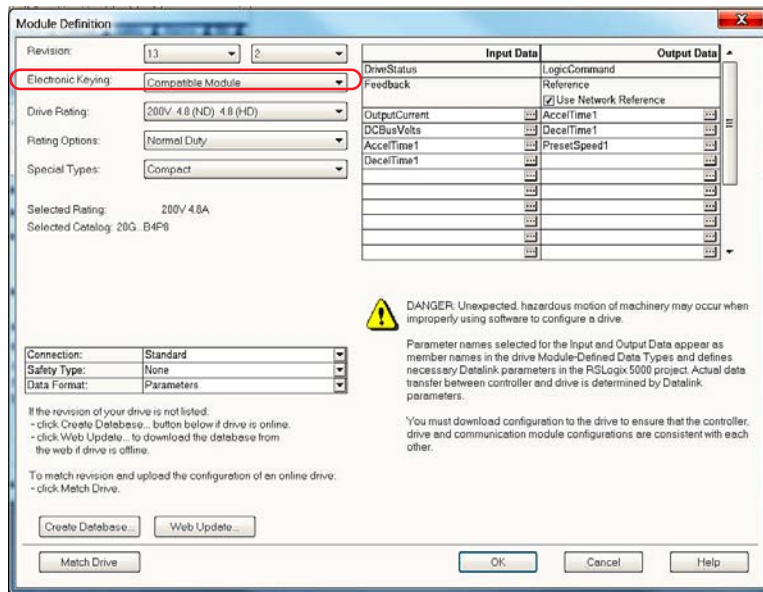 Module Definition
Revision: 13 2
Electronic Keying: Compatible Module
Drive Rating: 200V 4.8 (ND) 4.8 (HD)
Rating Options: Normal Duty
Special Types: Compact
Selected Rating: 200V 4.8A
Selected Catalog: 20G...B4P8
Input Data Output Data
DriveStatus LogicCommand
Feedback Reference
Use Network Reference
OutputCurrent ... AccelTime1 ...
DCBusVolts ... DecelTime1 ...
AccelTime1 ... PresetSpeed1 ...
DecelTime1 ... ...
... ...
... ...
... ...
... ...
... ...
... ...
DANGER: Unexpected, hazardous motion of machinery may occur when
improperly using software to configure a drive.
Parameter names selected for the Input and Output Data appear as
member names in the drive Module-Defined Data Types and defines
necessary Datalink parameters in the RSLogix 5000 project. Actual data
transfer between controller and drive is determined by Datalink
parameters.
You must download configuration to the drive to ensure that the controller,
drive and communication module configurations are consistent with each
other.
Connection: Standard
Safety Type: None
Data Format: Parameters
If the revision of your drive is not listed:
- click Create Database... button below if drive is online.
- click Web Update... to download the database from
the web if drive is offline.
To match revision and upload the configuration of an online drive:
- click Match Drive.
Create Database... Web Update...
Match Drive OK Cancel Help